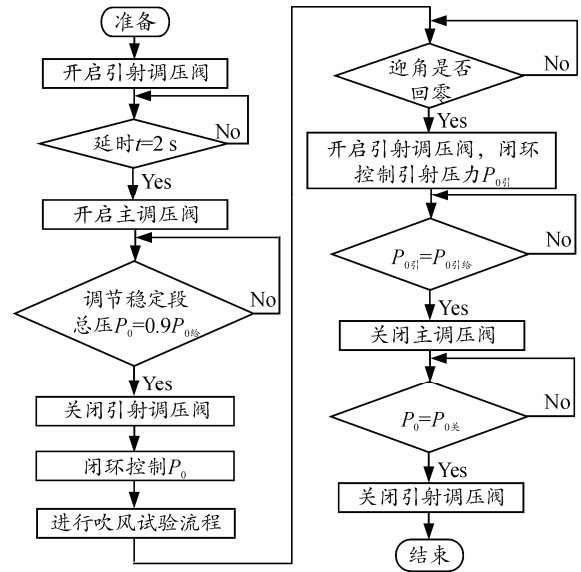 准备
开启引射调压阀
延时t=2 s
No
Yes
开启主调压阀
调节稳定段
总压P₀=0.9P₀给
No
Yes
关闭引射调压阀
闭环控制P₀
进行吹风试验流程
迎角是否
回零
No
Yes
开启引射调压阀，闭环
控制引射压力P₀引
P₀引=P₀引给
No
Yes
关闭主调压阀
P₀=P₀关
No
Yes
关闭引射调压阀
结束